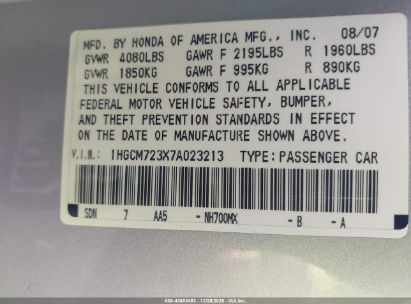 MFD. BY HONDA OF AMERICA MFG., INC. 08/07
GVWR 4080LBS GAWR F 2195LBS R 1960LBS
GVWR 1850KG GAWR F 995KG R 890KG
THIS VEHICLE CONFORMS TO ALL APPLICABLE
FEDERAL MOTOR VEHICLE SAFETY, BUMPER,
AND THEFT PREVENTION STANDARDS IN EFFECT
ON THE DATE OF MANUFACTURE SHOWN ABOVE.
V.I.N.: 1HGCM723X7A023213 TYPE:PASSENGER CAR
SDN 7 AA5 -NH700MX -B -A